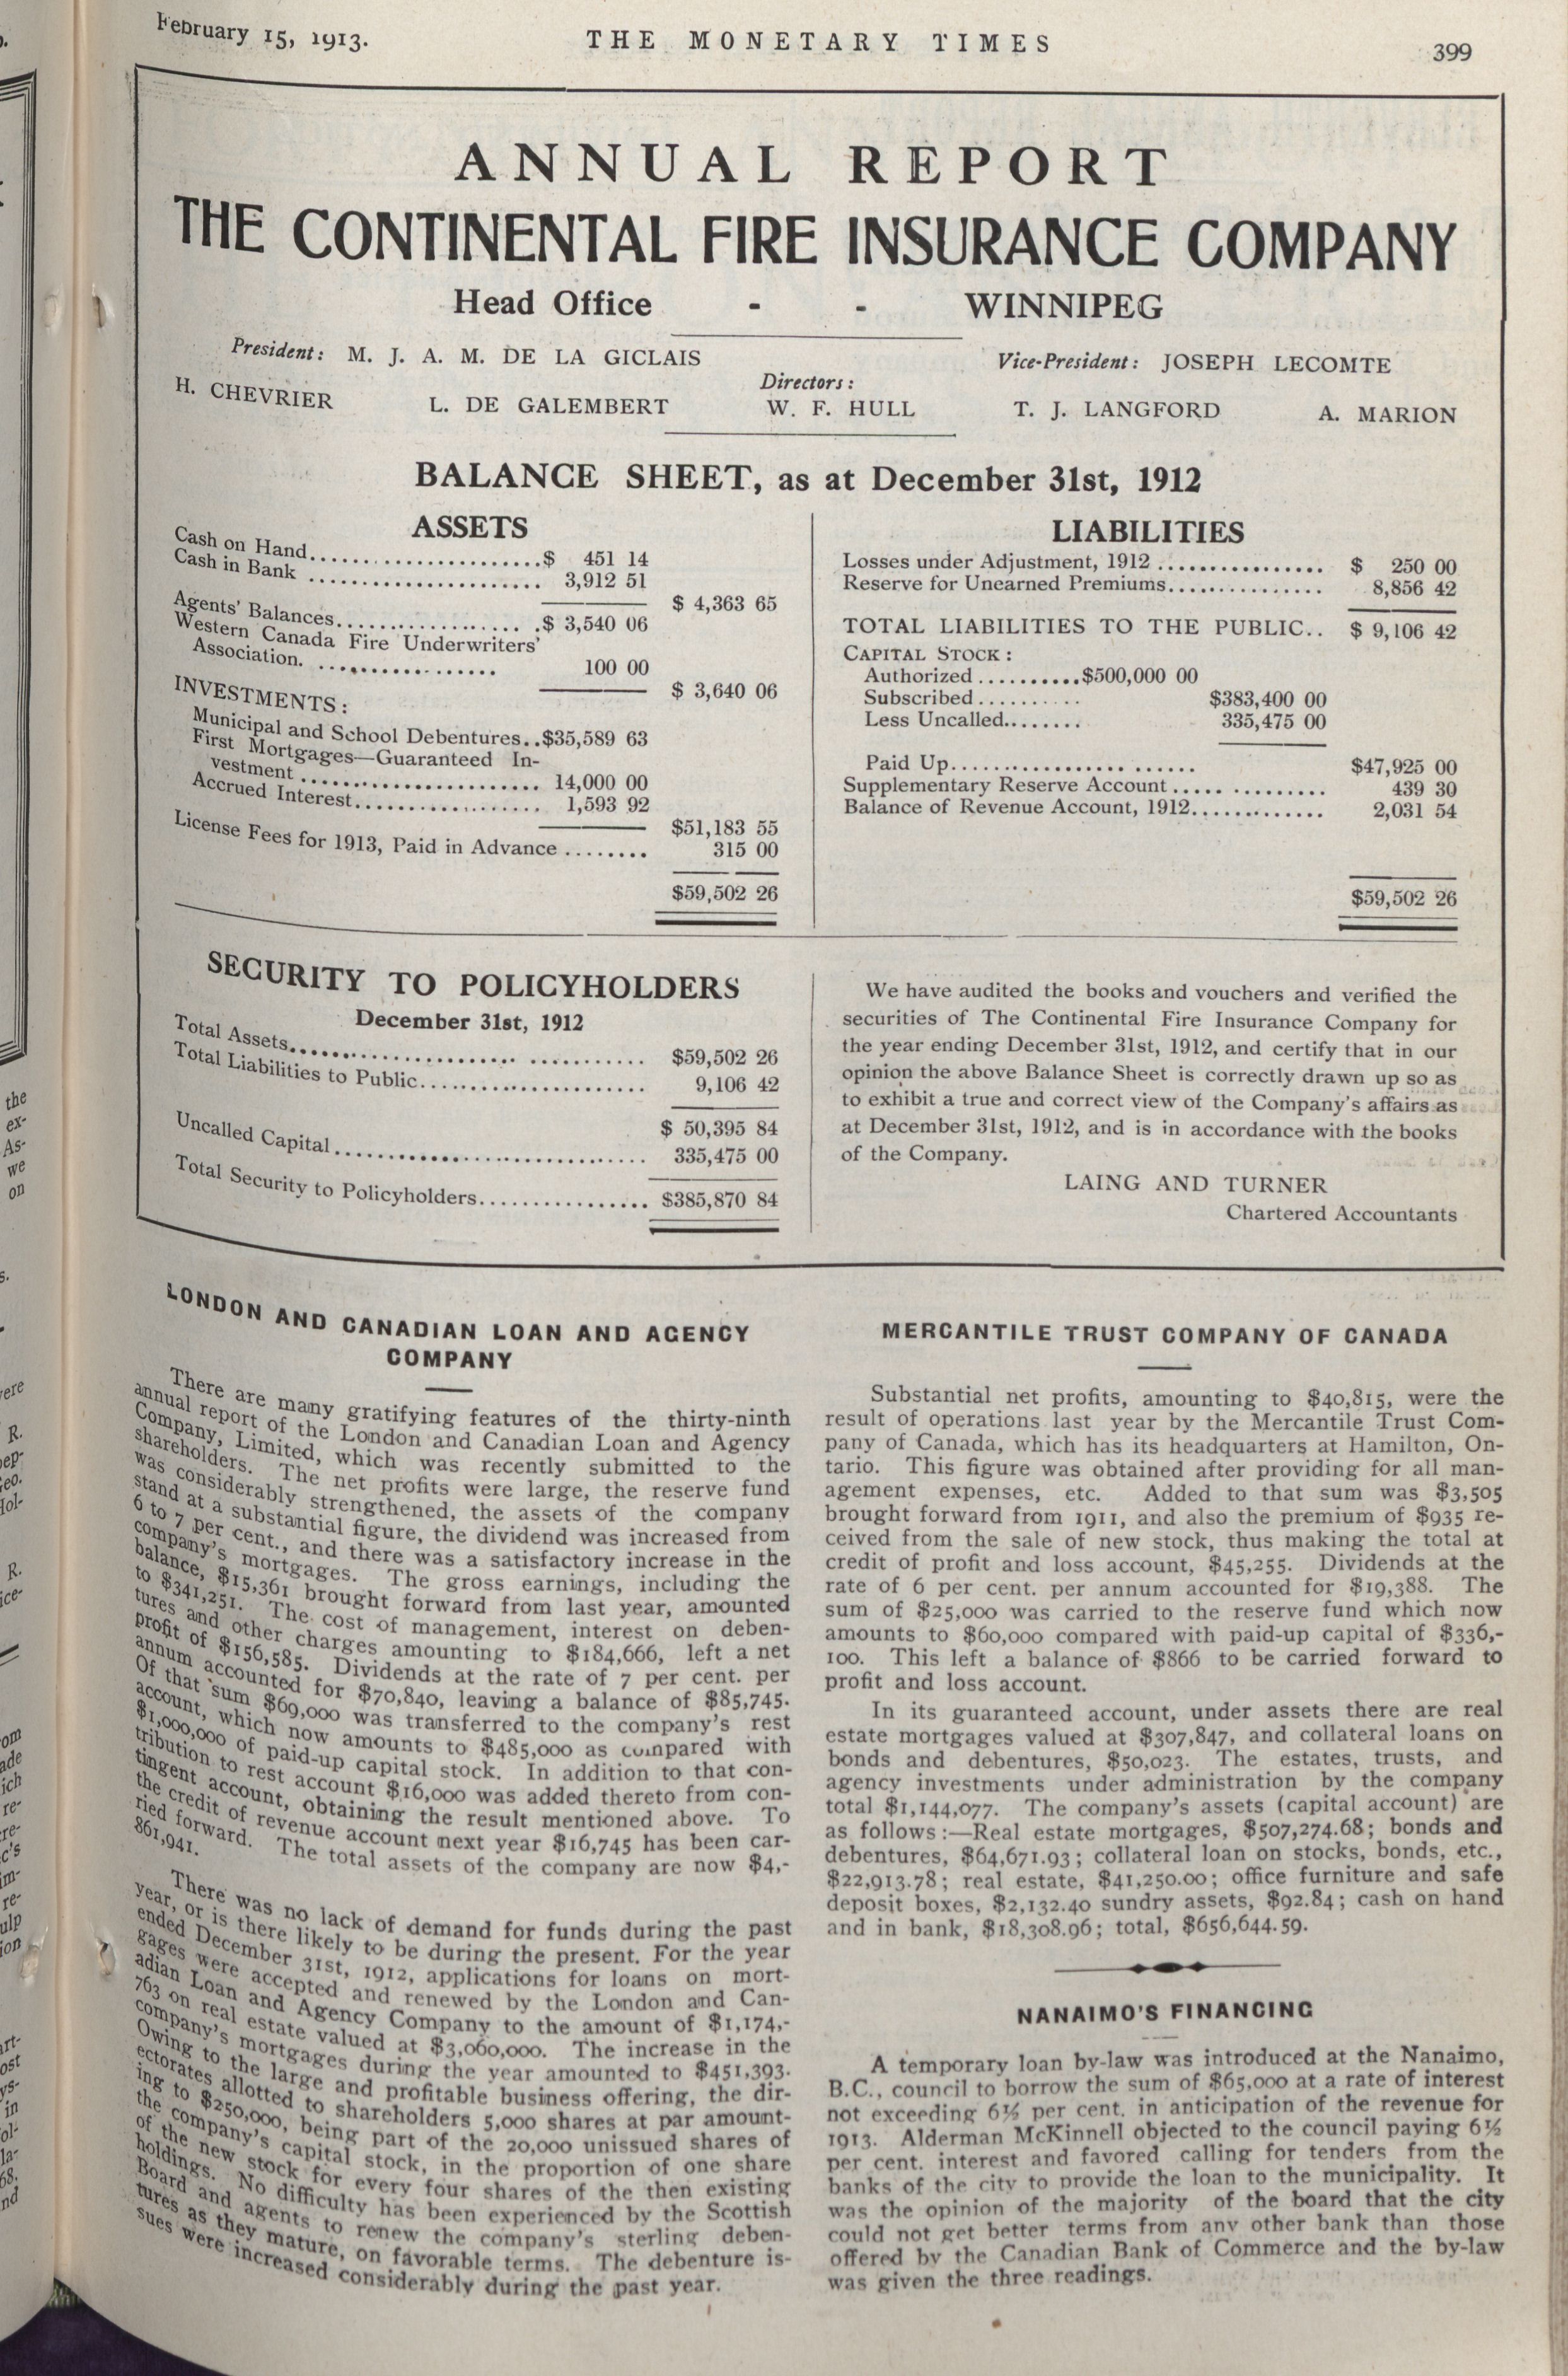 February 15, 1913.
THE MONETARY TIMES
399
ANNUAL REPORT
THE CONTINENTAL FIRE INSURANCE COMPANY
Head Office - - WINNIPEG
President: M. J. A. M. DE LA GICLAIS
Vice-President: JOSEPH LECOMTE
Directors:
H. CHEVRIER L. DE GALEMBERT W. F. HULL T. J. LANGFORD A. MARION
BALANCE SHEET, as at December 31st, 1912
ASSETS
Cash on Hand.......................$ 451 14
Cash in Bank ....................... 3,912 51
$ 4,363 65
Agents' Balances.................. .$ 3,540 06
Western Canada Fire Underwriters'
Association. .................. 100 00
$ 3,640 06
INVESTMENTS:
Municipal and School Debentures..$35,589 63
First Mortgages—Guaranteed In-
vestment ........................ 14,000 00
Accrued Interest.................. 1,593 92
$51,183 55
License Fees for 1913, Paid in Advance ........ 315 00
$59,502 26
LIABILITIES
Losses under Adjustment, 1912 ................ $ 250 00
Reserve for Unearned Premiums............... 8,856 42
TOTAL LIABILITIES TO THE PUBLIC.. $ 9,106 42
CAPITAL STOCK:
Authorized ..........$500,000 00
Subscribed.......... $383,400 00
Less Uncalled........ 335,475 00
Paid Up................. ...... $47,925 00
Supplementary Reserve Account ..... ......... 439 30
Balance of Revenue Account, 1912............. 2,031 54
$59,502 26
SECURITY TO POLICYHOLDERS
December 31st, 1912
Total Assets....................... ........... $59,502 26
Total Liabilities to Public....................... 9,106 42
$ 50,395 84
Uncalled Capital................................ 335,475 00
Total Security to Policyholders................. $385,870 84
We have audited the books and vouchers and verified the
securities of The Continental Fire Insurance Company for
the year ending December 31st, 1912, and certify that in our
opinion the above Balance Sheet is correctly drawn up so as
to exhibit a true and correct view of the Company's affairs as
at December 31st, 1912, and is in accordance with the books
of the Company.
LAING AND TURNER
Chartered Accountants
LONDON AND CANADIAN LOAN AND AGENCY
COMPANY
There are many gratifying features of the thirty-ninth
annual report of the London and Canadian Loan and Agency
Company, Limited, which was recently submitted to the
shareholders. The net profits were large, the reserve fund
was considerably strengthened, the assets of the company
stand at a substantial figure, the dividend was increased from
6 to 7 per cent., and there was a satisfactory increase in the
company's mortgages. The gross earnings, including the
balance, $15,361 brought forward from last year, amounted
to $341,251. The cost of management, interest on deben-
tures and other charges amounting to $184,666, left a net
profit of $156,585. Dividends at the rate of 7 per cent. per
annum accounted for $70,840, leaving a balance of $85,745.
Of that sum $69,000 was transferred to the company's rest
account, which now amounts to $485,000 as compared with
$1,000,000 of paid-up capital stock. In addition to that con-
tribution to rest account $16,000 was added thereto from con-
tingent account, obtaining the result mentioned above. To
the credit of revenue account next year $16,745 has been car-
ried forward. The total assets of the company are now $4,-
861,941.
There was no lack of demand for funds during the past
year, or is there likely to be during the present. For the year
ended December 31st, 1912, applications for loans on mort-
gages were accepted and renewed by the London and Can-
adian Loan and Agency Company to the amount of $1,174,-
763 on real estate valued at $3,060,000. The increase in the
company's mortgages during the year amounted to $451,393.
Owing to the large and profitable business offering, the dir-
ectorates allotted to shareholders 5,000 shares at par amount-
ing to $250,000, being part of the 20,000 unissued shares of
the company's capital stock, in the proportion of one share
of the new stock for every four shares of the then existing
holdings. No difficulty has been experienced by the Scottish
Board and agents to renew the company's sterling deben-
tures as they mature, on favorable terms. The debenture is-
sues were increased considerably during the past year.
MERCANTILE TRUST COMPANY OF CANADA
Substantial net profits, amounting to $40,815, were the
result of operations last year by the Mercantile Trust Com-
pany of Canada, which has its headquarters at Hamilton, On-
tario. This figure was obtained after providing for all man-
agement expenses, etc. Added to that sum was $3,505
brought forward from 1911, and also the premium of $935 re-
ceived from the sale of new stock, thus making the total at
credit of profit and loss account, $45,255. Dividends at the
rate of 6 per cent. per annum accounted for $19,388. The
sum of $25,000 was carried to the reserve fund which now
amounts to $60,000 compared with paid-up capital of $336,-
100. This left a balance of $866 to be carried forward to
profit and loss account.
In its guaranteed account, under assets there are real
estate mortgages valued at $307,847, and collateral loans on
bonds and debentures, $50,023. The estates, trusts, and
agency investments under administration by the company
total $1,144,077. The company's assets (capital account) are
as follows:—Real estate mortgages, $507,274.68; bonds and
debentures, $64,671.93; collateral loan on stocks, bonds, etc.,
$22,913.78; real estate, $41,250.00; office furniture and safe
deposit boxes, $2,132.40 sundry assets, $92.84; cash on hand
and in bank, $18,308.96; total, $656,644.59.
NANAIMO'S FINANCING
A temporary loan by-law was introduced at the Nanaimo,
B.C., council to borrow the sum of $65,000 at a rate of interest
not exceeding 6½ per cent. in anticipation of the revenue for
1913. Alderman McKinnell objected to the council paying 6½
per cent. interest and favored calling for tenders from the
banks of the city to provide the loan to the municipality. It
was the opinion of the majority of the board that the city
could not get better terms from any other bank than those
offered by the Canadian Bank of Commerce and the by-law
was given the three readings.